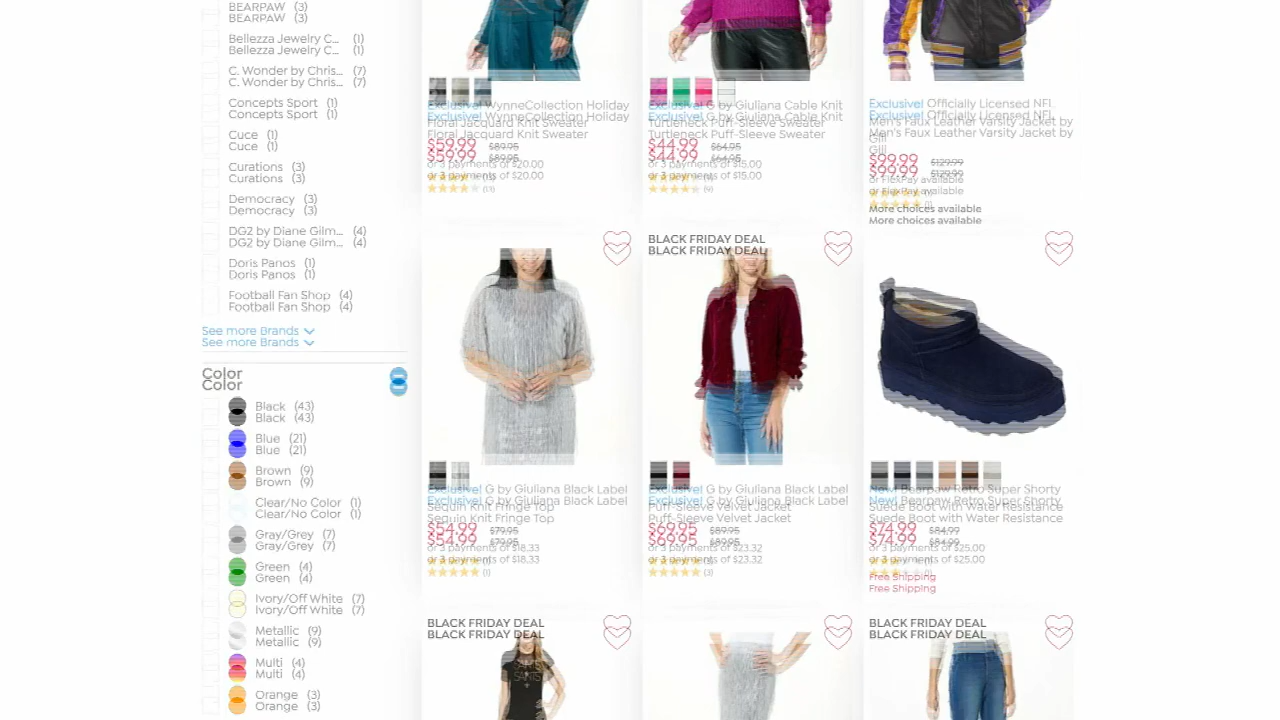 BEARPAW (3)
Bellezza Jewelry C... (1)
C. Wonder by Chris... (7)
Concepts Sport (1)
Cuce (1)
Curations (3)
Democracy (3)
DG2 by Diane Gilm... (4)
Doris Panos (1)
Football Fan Shop (4)
See more Brands
Color
Black (43)
Blue (21)
Brown (9)
Clear/No Color (1)
Gray/Grey (7)
Green (4)
Ivory/Off White (7)
Metallic (9)
Multi (4)
Orange (3)
Exclusive! WynneCollection Holiday
Floral Jacquard Knit Sweater
$59.99 $89.95
or 3 payments of $20.00
(13)
Exclusive! G by Giuliana Cable Knit
Turtleneck Puff-Sleeve Sweater
$44.99 $64.95
or 3 payments of $15.00
(9)
Exclusive! Officially Licensed NFL
Men's Faux Leather Varsity Jacket by
Gill
$99.99 $129.99
or FlexPay available
(1)
More choices available
Exclusive! G by Giuliana Black Label
Sequin Knit Fringe Top
$54.99 $79.95
or 3 payments of $18.33
(1)
BLACK FRIDAY DEAL
Exclusive! G by Giuliana Black Label
Puff-Sleeve Velvet Jacket
$69.95 $89.95
or 3 payments of $23.32
(3)
New! Bearpaw Retro Super Shorty
Suede Boot with Water Resistance
$74.99 $84.99
or 3 payments of $25.00
Free Shipping
BLACK FRIDAY DEAL
BLACK FRIDAY DEAL